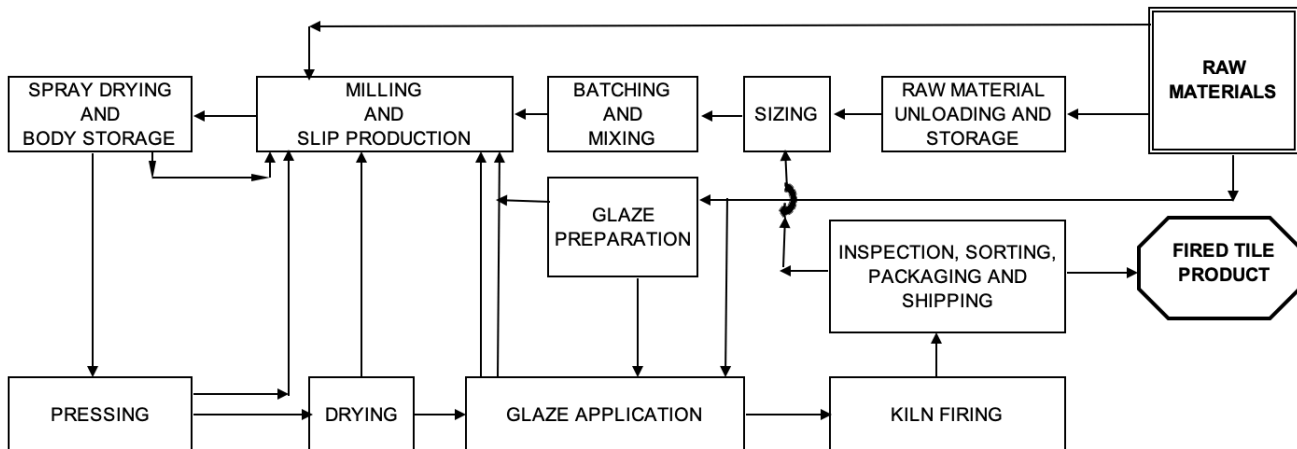 RAW
MATERIALS
SPRAY DRYING
AND
BODY STORAGE
MILLING
AND
SLIP PRODUCTION
BATCHING
AND
MIXING
SIZING
RAW MATERIAL
UNLOADING AND
STORAGE
GLAZE
PREPARATION
INSPECTION, SORTING,
PACKAGING AND
SHIPPING
FIRED TILE
PRODUCT
PRESSING
DRYING
GLAZE APPLICATION
KILN FIRING